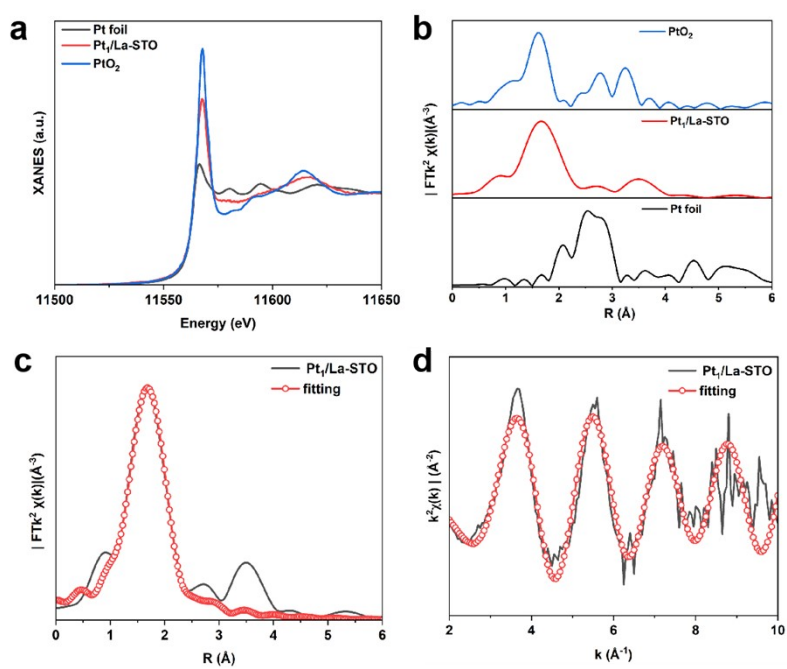 a
Pt foil
Pt₁/La-STO
PtO₂
XANES (a.u.)
11500 11550 11600 11650
Energy (eV)
b
PtO₂
Pt₁/La-STO
Pt foil
| FTk² χ(k)|(Å⁻³)
0 1 2 3 4 5 6
R (Å)
c
Pt₁/La-STO
fitting
| FTk² χ(k)|(Å⁻³)
0 1 2 3 4 5 6
R (Å)
d
Pt₁/La-STO
fitting
k²χ(k) | (Å⁻²)
2 4 6 8 10
k (Å⁻¹)